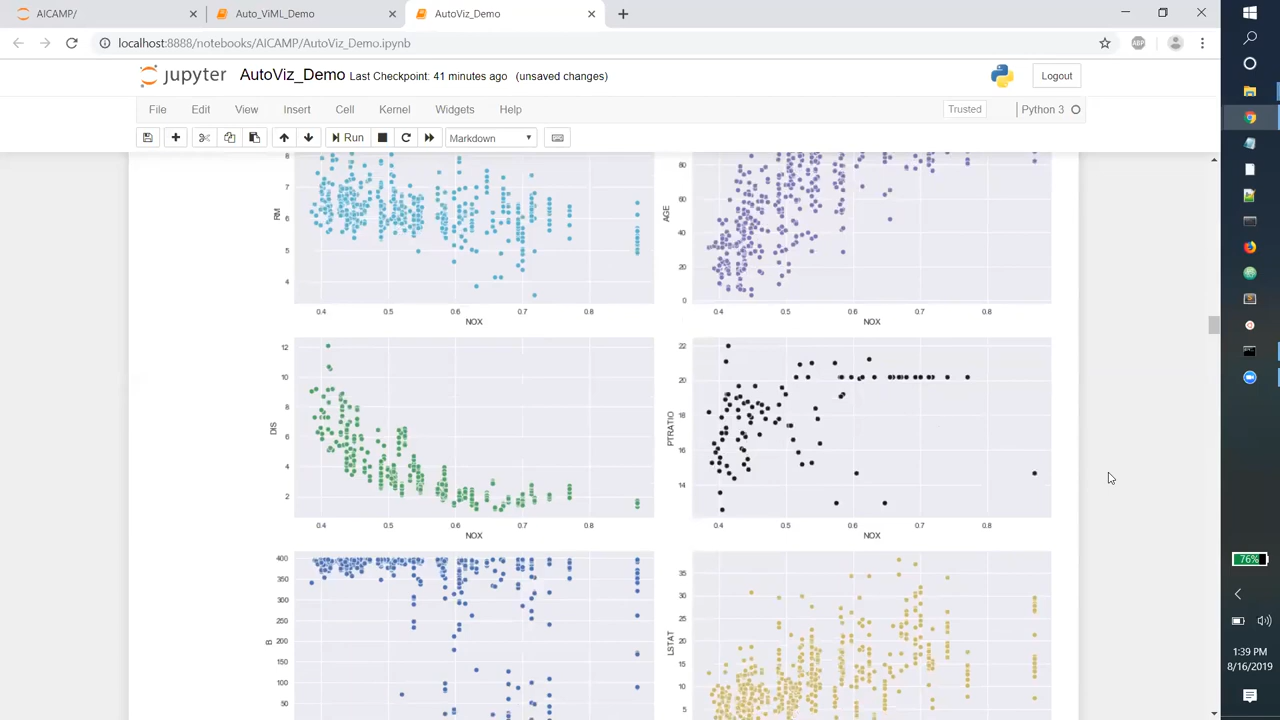 AICAMP/
Auto_ViML_Demo
AutoViz_Demo
localhost:8888/notebooks/AICAMP/AutoViz_Demo.ipynb
ABP
jupyter AutoViz_Demo Last Checkpoint: 41 minutes ago (unsaved changes)
Logout
File Edit View Insert Cell Kernel Widgets Help
Trusted
Python 3
Run
Markdown
8
7
6
5
4
RM
0.4 0.5 0.6 0.7 0.8
NOX
80
60
40
20
0
AGE
0.4 0.5 0.6 0.7 0.8
NOX
12
10
8
6
4
2
DIS
0.4 0.5 0.6 0.7 0.8
NOX
22
20
18
16
14
PTRATIO
0.4 0.5 0.6 0.7 0.8
NOX
400
350
300
250
200
150
100
50
B
35
30
25
20
15
10
5
LSTAT
76%
1:39 PM
8/16/2019